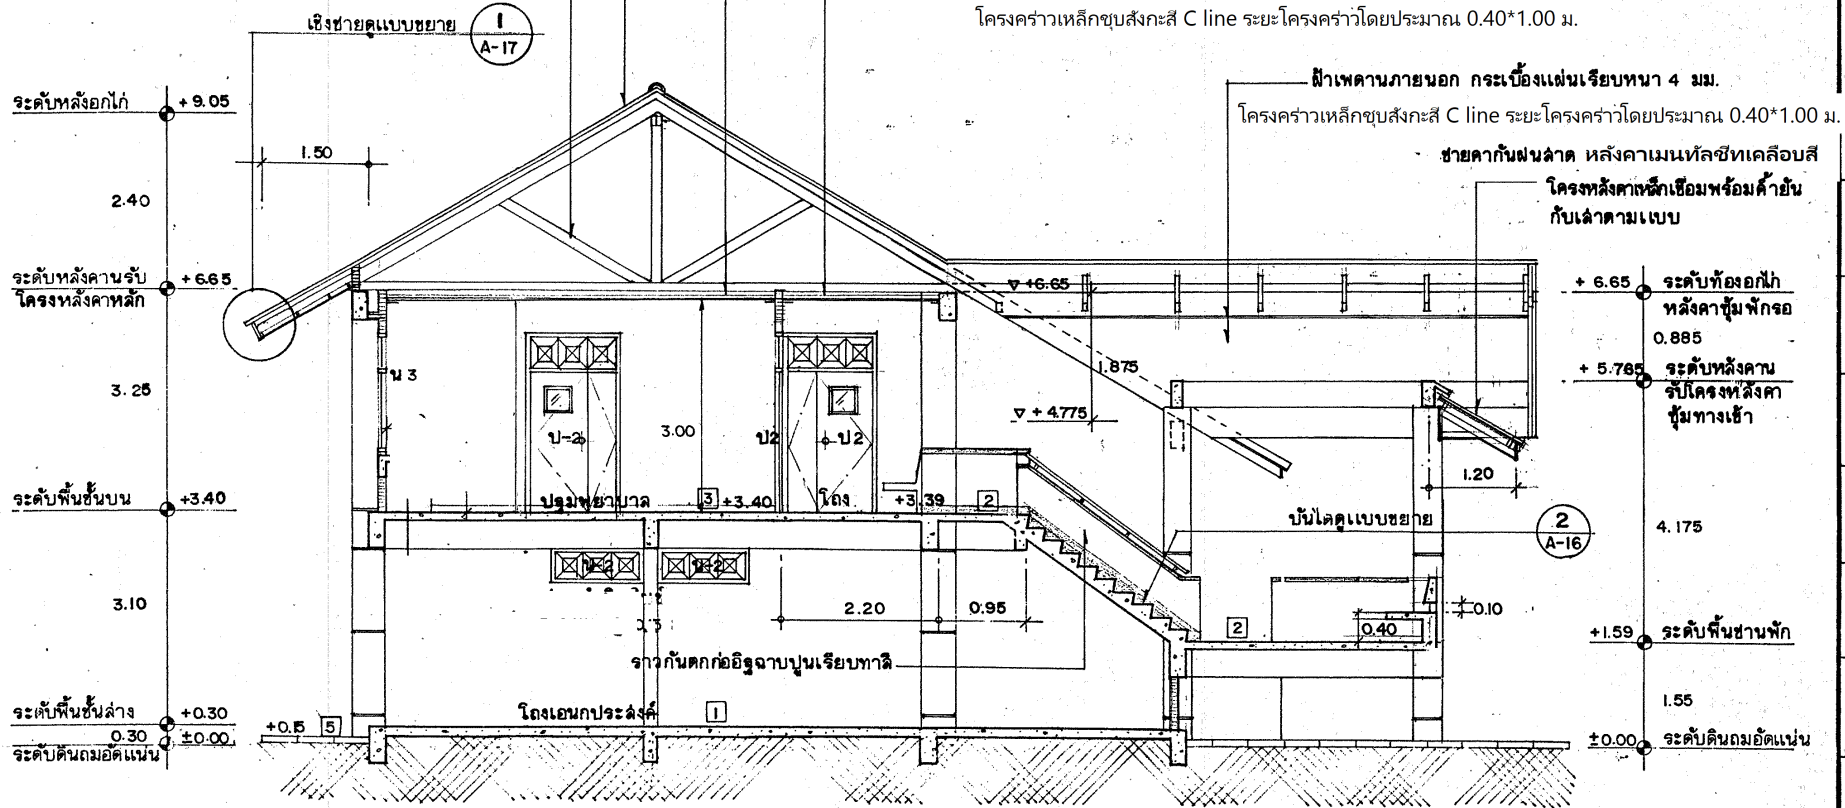 โครงคร่าวเหล็กชุบสังกะสี C line ระยะโครงคร่าวโดยประมาณ 0.40*1.00 ม.
เชิงชายดูแบบขยาย
1
A-17
ฝ้าเพดานภายนอก กระเบื้องแผ่นเรียบหนา 4 มม.
โครงคร่าวเหล็กชุบสังกะสี C line ระยะโครงคร่าวโดยประมาณ 0.40*1.00 ม.
ชายคากันฝนสาด หลังคาเมนทัลชีทเคลือบสี
โครงหลังคาเหล็กเชื่อมพร้อมค้ำยัน
กับเสาตามแบบ
ระดับหลังอกไก่ +9.05
1.50
2.40
ระดับหลังคานรับ +6.65
โครงหลังคาหลัก
▽ +6.65
+ 6.65 ระดับท้องอกไก่
หลังคาซุ้มพักรอ
0.885
+ 5.765 ระดับหลังคาน
รับโครงหลังคา
ซุ้มทางเข้า
น 3
1.875
3.25
▽ + 4.775
3.00
ป-2
ป2
ป2
1.20
ระดับพื้นชั้นบน +3.40
ปฐมพยาบาล
3
+3.40
โถง
+3.39
2
บันไดดูแบบขยาย
2
A-16
4.175
น-2
น-2
3.10
2.20
0.95
0.10
2
0.40
+1.59 ระดับพื้นชานพัก
ราวกันตกก่ออิฐฉาบปูนเรียบทาสี
1.55
ระดับพื้นชั้นล่าง +0.30
โถงเอนกประสงค์
1
+0.15
5
0.30 ±0.00
ระดับดินถมอัดแน่น
±0.00 ระดับดินถมอัดแน่น